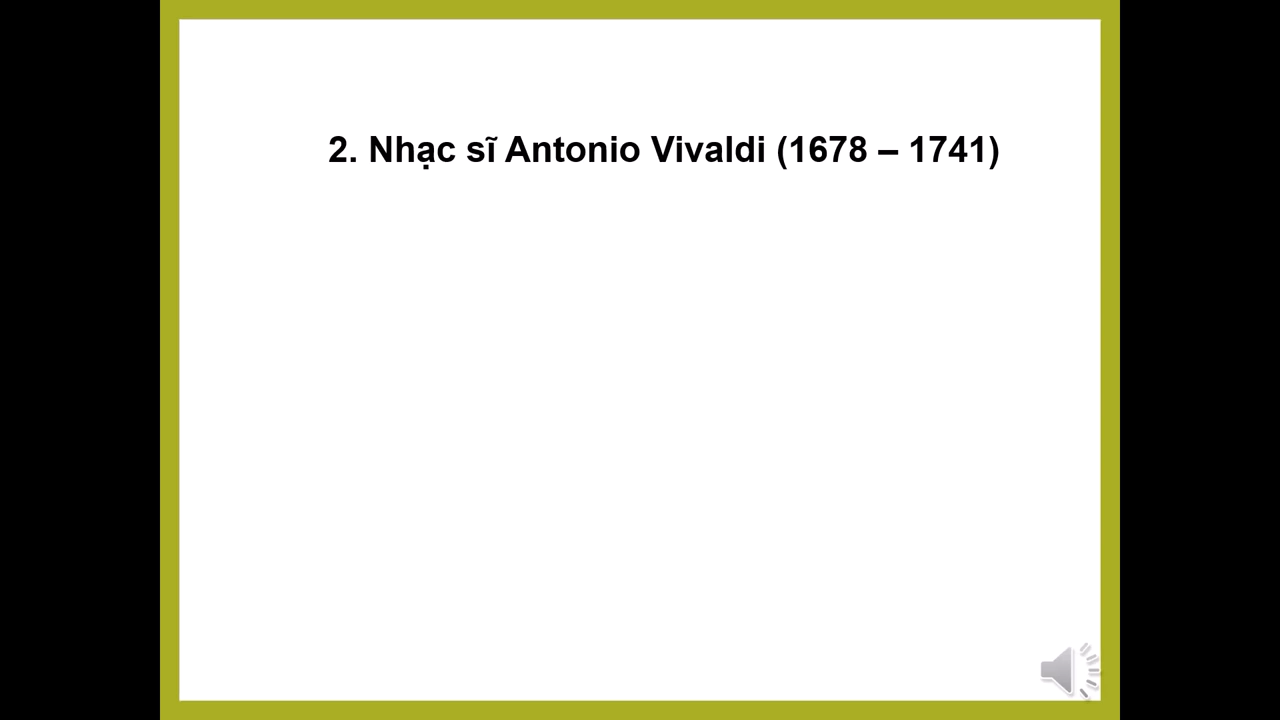 2. Nhạc sĩ Antonio Vivaldi (1678 – 1741)